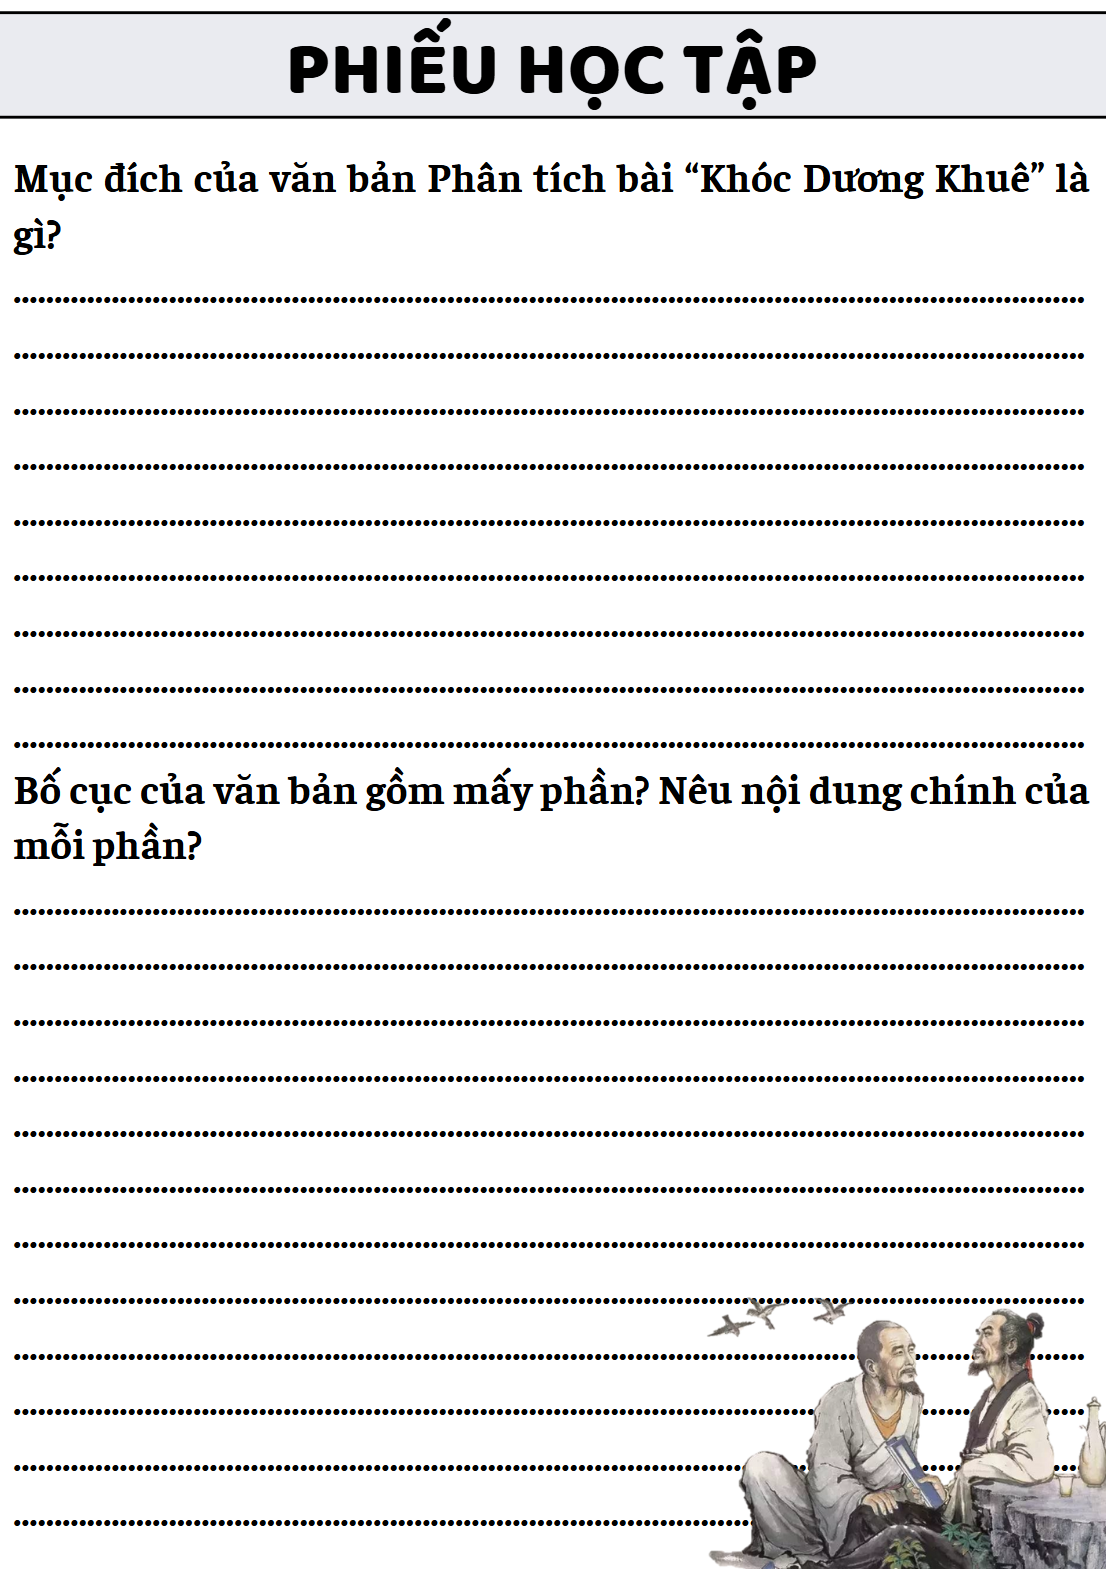 PHIẾU HỌC TẬP
Mục đích của văn bản Phân tích bài “Khóc Dương Khuê” là
gì?
Bố cục của văn bản gồm mấy phần? Nêu nội dung chính của
mỗi phần?